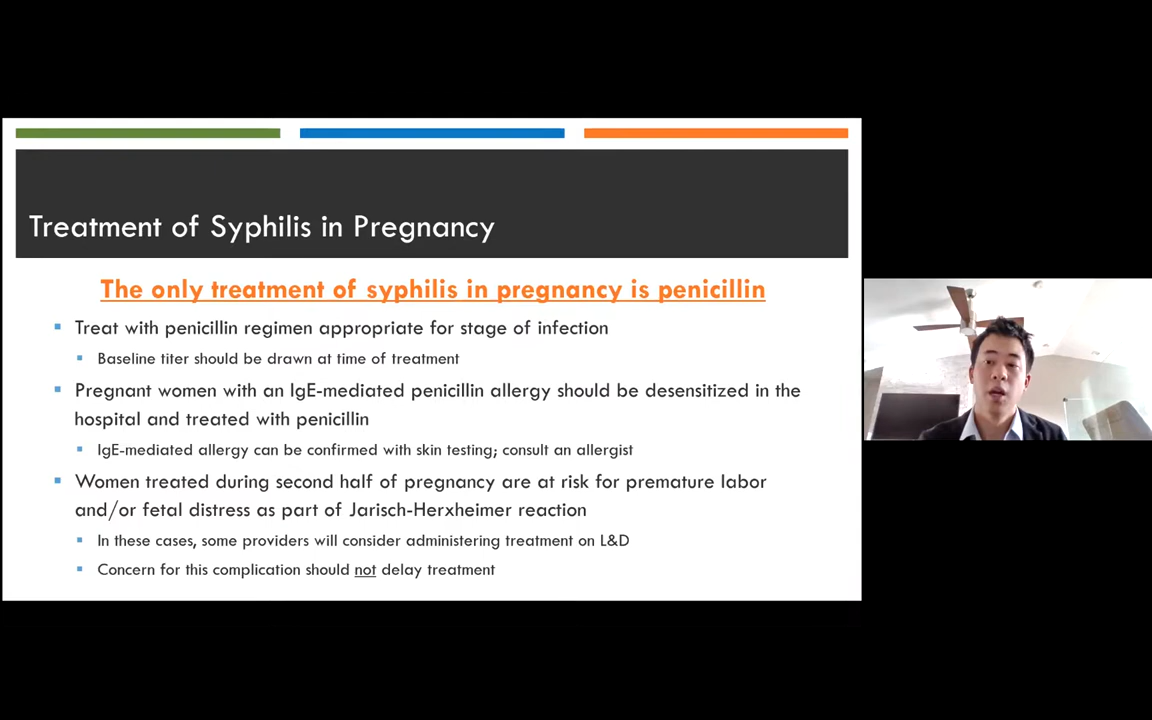 Treatment of Syphilis in Pregnancy
The only treatment of syphilis in pregnancy is penicillin
Treat with penicillin regimen appropriate for stage of infection
Baseline titer should be drawn at time of treatment
Pregnant women with an IgE-mediated penicillin allergy should be desensitized in the
hospital and treated with penicillin
IgE-mediated allergy can be confirmed with skin testing; consult an allergist
Women treated during second half of pregnancy are at risk for premature labor
and/or fetal distress as part of Jarisch-Herxheimer reaction
In these cases, some providers will consider administering treatment on L&D
Concern for this complication should not delay treatment